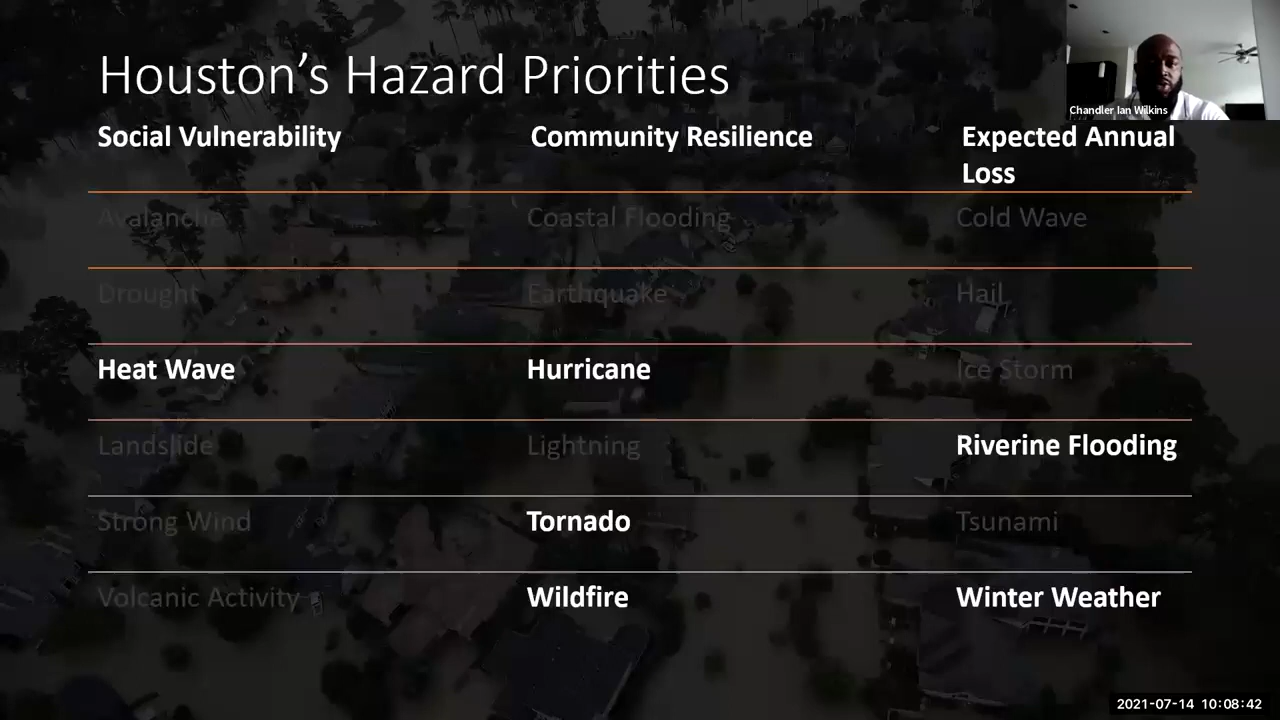 Houston's Hazard Priorities
Chandler Ian Wilkins
Social Vulnerability Community Resilience Expected Annual
Loss
Avalanche Coastal Flooding Cold Wave
Drought Earthquake Hail
Heat Wave Hurricane Ice Storm
Landslide Lightning Riverine Flooding
Strong Wind Tornado Tsunami
Volcanic Activity Wildfire Winter Weather
2021-07-14 10:08:42